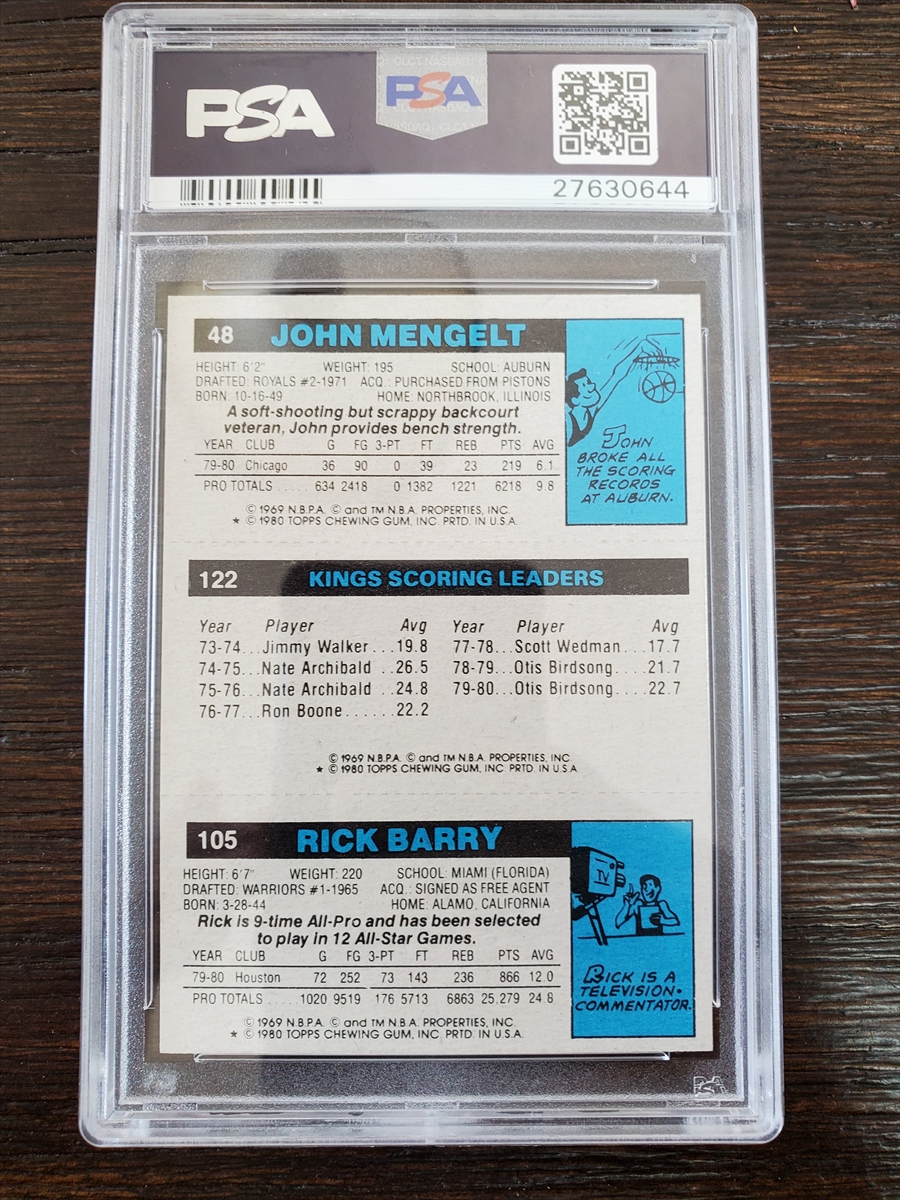 PSA
PSA
27630644
48 JOHN MENGELT
HEIGHT: 6'2" WEIGHT: 195 SCHOOL: AUBURN
DRAFTED: ROYALS #2-1971 ACQ.: PURCHASED FROM PISTONS
BORN: 10-16-49 HOME: NORTHBROOK, ILLINOIS
A soft-shooting but scrappy backcourt
veteran, John provides bench strength.
YEAR CLUB G FG 3-PT FT REB PTS AVG
79-80 Chicago 36 90 0 39 23 219 6.1
PRO TOTALS ..... 634 2418 0 1382 1221 6218 9.8
© 1969 N.B.P.A. © and TM N.B.A. PROPERTIES, INC.
★ © 1980 TOPPS CHEWING GUM, INC. PRTD. IN U.S.A.
JOHN
BROKE ALL
THE SCORING
RECORDS
AT AUBURN.
122 KINGS SCORING LEADERS
Year Player Avg Year Player Avg
73-74...Jimmy Walker...19.8 77-78...Scott Wedman...17.7
74-75...Nate Archibald ..26.5 78-79...Otis Birdsong....21.7
75-76...Nate Archibald ..24.8 79-80...Otis Birdsong....22.7
76-77...Ron Boone......22.2
© 1969 N.B.P.A. © and TM N.B.A. PROPERTIES, INC.
★ © 1980 TOPPS CHEWING GUM, INC. PRTD. IN U.S.A.
105 RICK BARRY
HEIGHT: 6'7" WEIGHT: 220 SCHOOL: MIAMI (FLORIDA)
DRAFTED: WARRIORS #1-1965 ACQ.: SIGNED AS FREE AGENT
BORN: 3-28-44 HOME: ALAMO, CALIFORNIA
Rick is 9-time All-Pro and has been selected
to play in 12 All-Star Games.
YEAR CLUB G FG 3-PT FT REB PTS AVG
79-80 Houston 72 252 73 143 236 866 12.0
PRO TOTALS ..... 1020 9519 176 5713 6863 25.279 24.8
© 1969 N.B.P.A. © and TM N.B.A. PROPERTIES, INC.
★ © 1980 TOPPS CHEWING GUM, INC. PRTD. IN U.S.A.
TV
RICK IS A
TELEVISION-
COMMENTATOR.
PSA